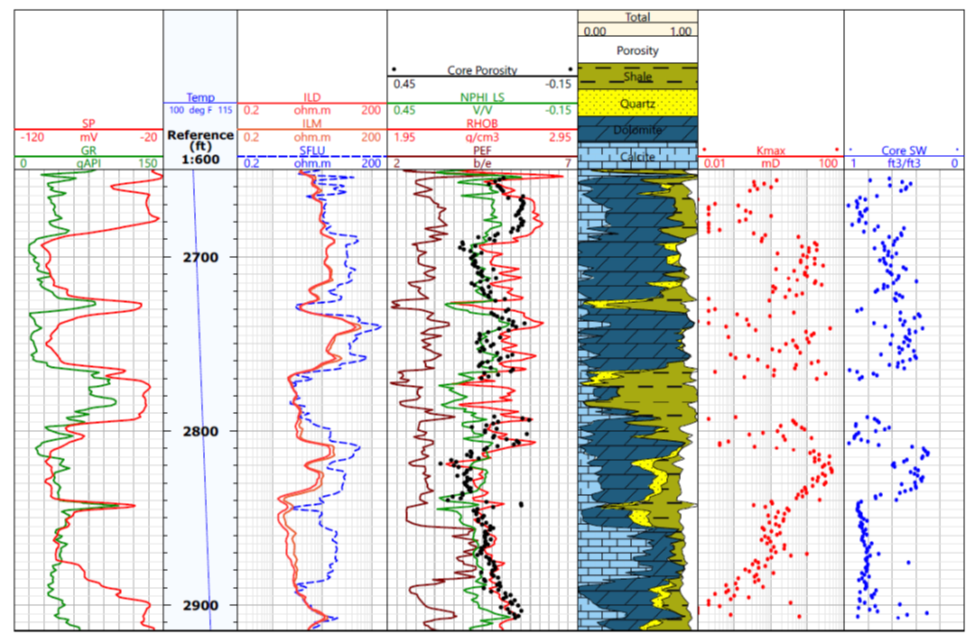 Total
0.00 1.00
Porosity
Core Porosity
0.45 -0.15
Shale
Temp
100 deg F 115
ILD
0.2 ohm.m 200
NPHI LS
0.45 V/V -0.15
Quartz
SP
-120 mV -20
Reference
(ft)
1:600
ILM
0.2 ohm.m 200
RHOB
1.95 g/cm3 2.95
Dolomite
GR
0 gAPI 150
SFLU
0.2 ohm.m 200
PEF
2 b/e 7
Calcite
Kmax
0.01 mD 100
Core SW
1 ft3/ft3 0
2700
2800
2900